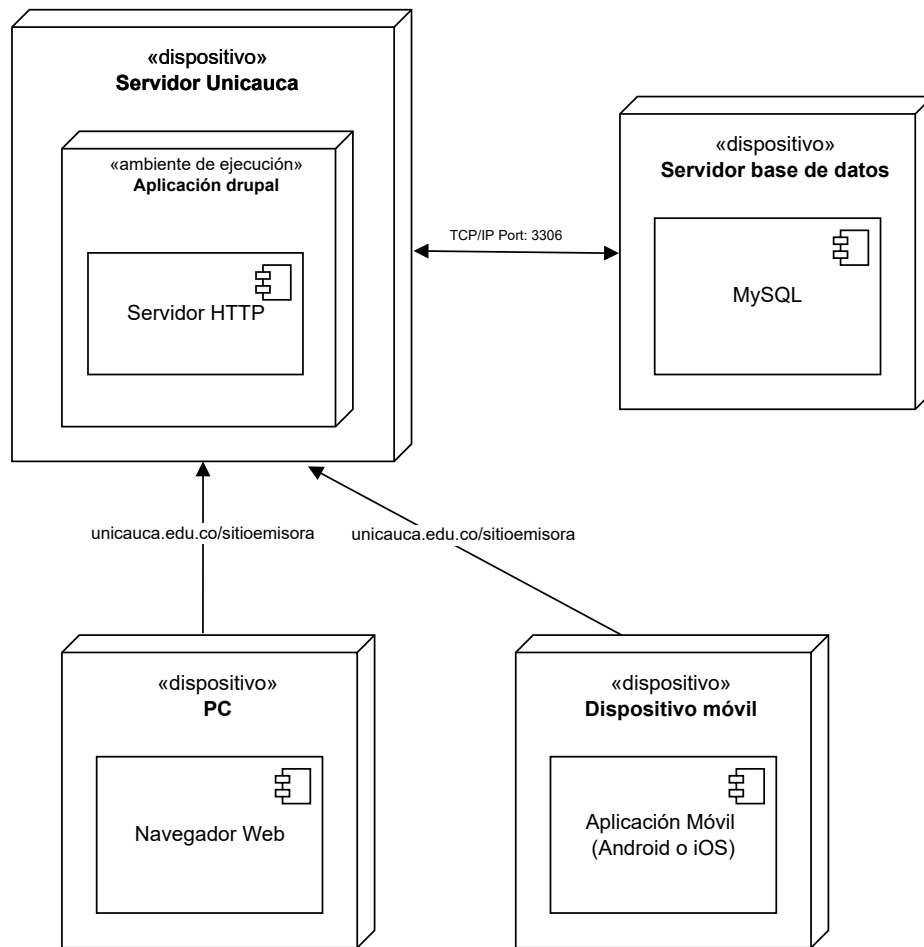 «dispositivo»
Servidor Unicauca
«ambiente de ejecución»
Aplicación drupal
Servidor HTTP
TCP/IP Port: 3306
«dispositivo»
Servidor base de datos
MySQL
unicauca.edu.co/sitioemisora
unicauca.edu.co/sitioemisora
«dispositivo»
PC
Navegador Web
«dispositivo»
Dispositivo móvil
Aplicación Móvil
(Android o iOS)